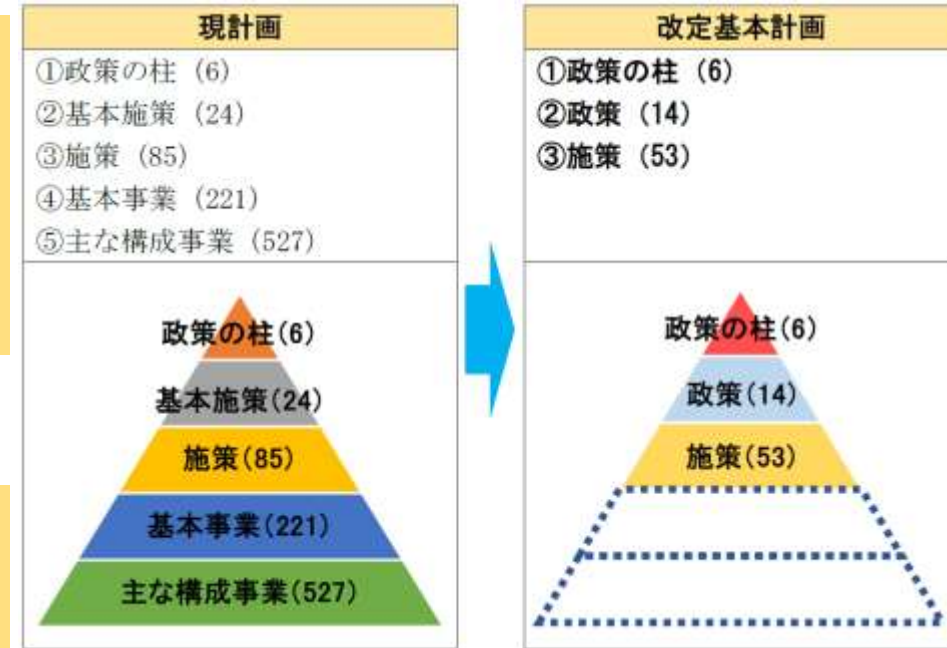 現計画
①政策の柱（6）
②基本施策（24）
③施策（85）
④基本事業（221）
⑤主な構成事業（527）
政策の柱(6)
基本施策(24)
施策(85)
基本事業(221)
主な構成事業(527)
改定基本計画
①政策の柱（6）
②政策（14）
③施策（53）
政策の柱(6)
政策(14)
施策(53)